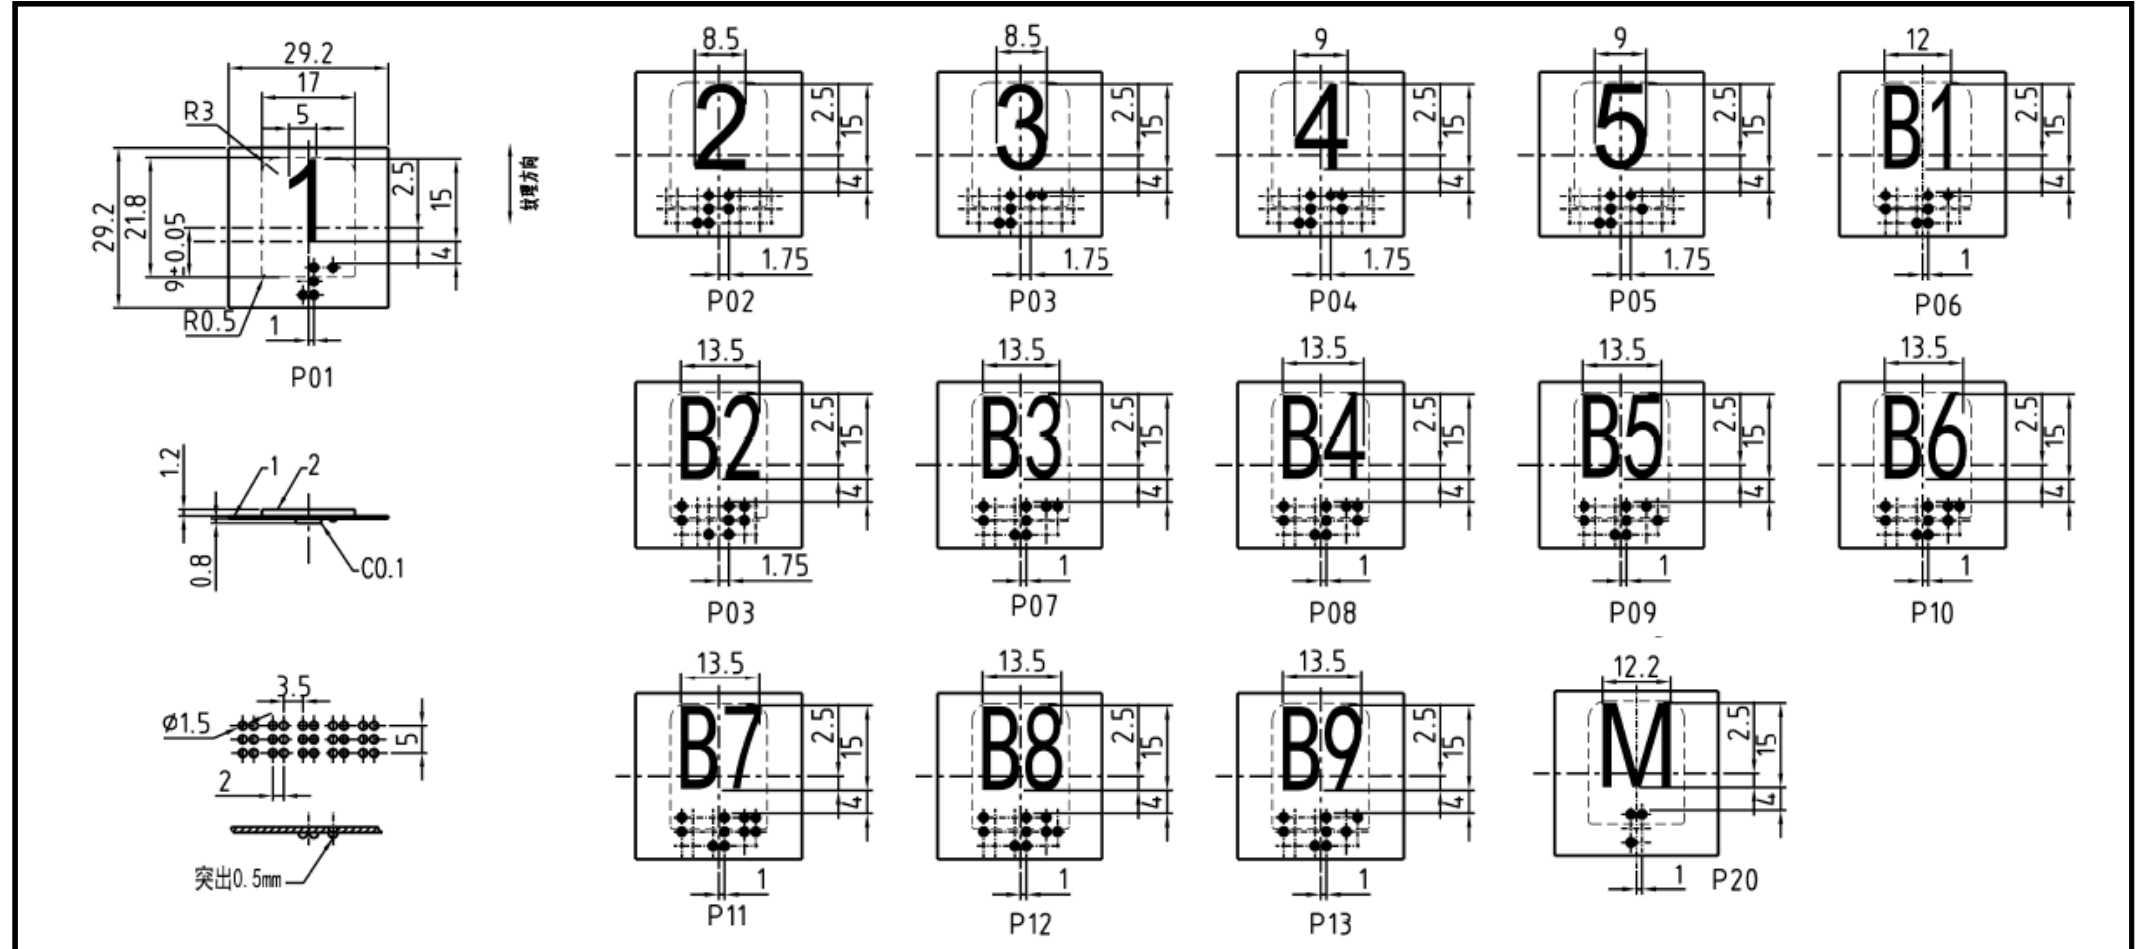 29.2
17
5
R3
1
2.5
15
4
29.2
21.8
9±0.05
R0.5
1
P01
纹理方向
8.5
2
2.5
15
4
1.75
P02
8.5
3
2.5
15
4
1.75
P03
9
4
2.5
15
4
1.75
P04
9
5
2.5
15
4
1.75
P05
12
B1
2.5
15
4
1
P06
1.2
1
2
0.8
C0.1
13.5
B2
2.5
15
4
1.75
P03
13.5
B3
2.5
15
4
1
P07
13.5
B4
2.5
15
4
1
P08
13.5
B5
2.5
15
4
1
P09
13.5
B6
2.5
15
4
1
P10
3.5
Ø1.5
5
2
突出0.5mm
13.5
B7
2.5
15
4
1
P11
13.5
B8
2.5
15
4
1
P12
13.5
B9
2.5
15
4
1
P13
12.2
M
2.5
15
4
1
P20